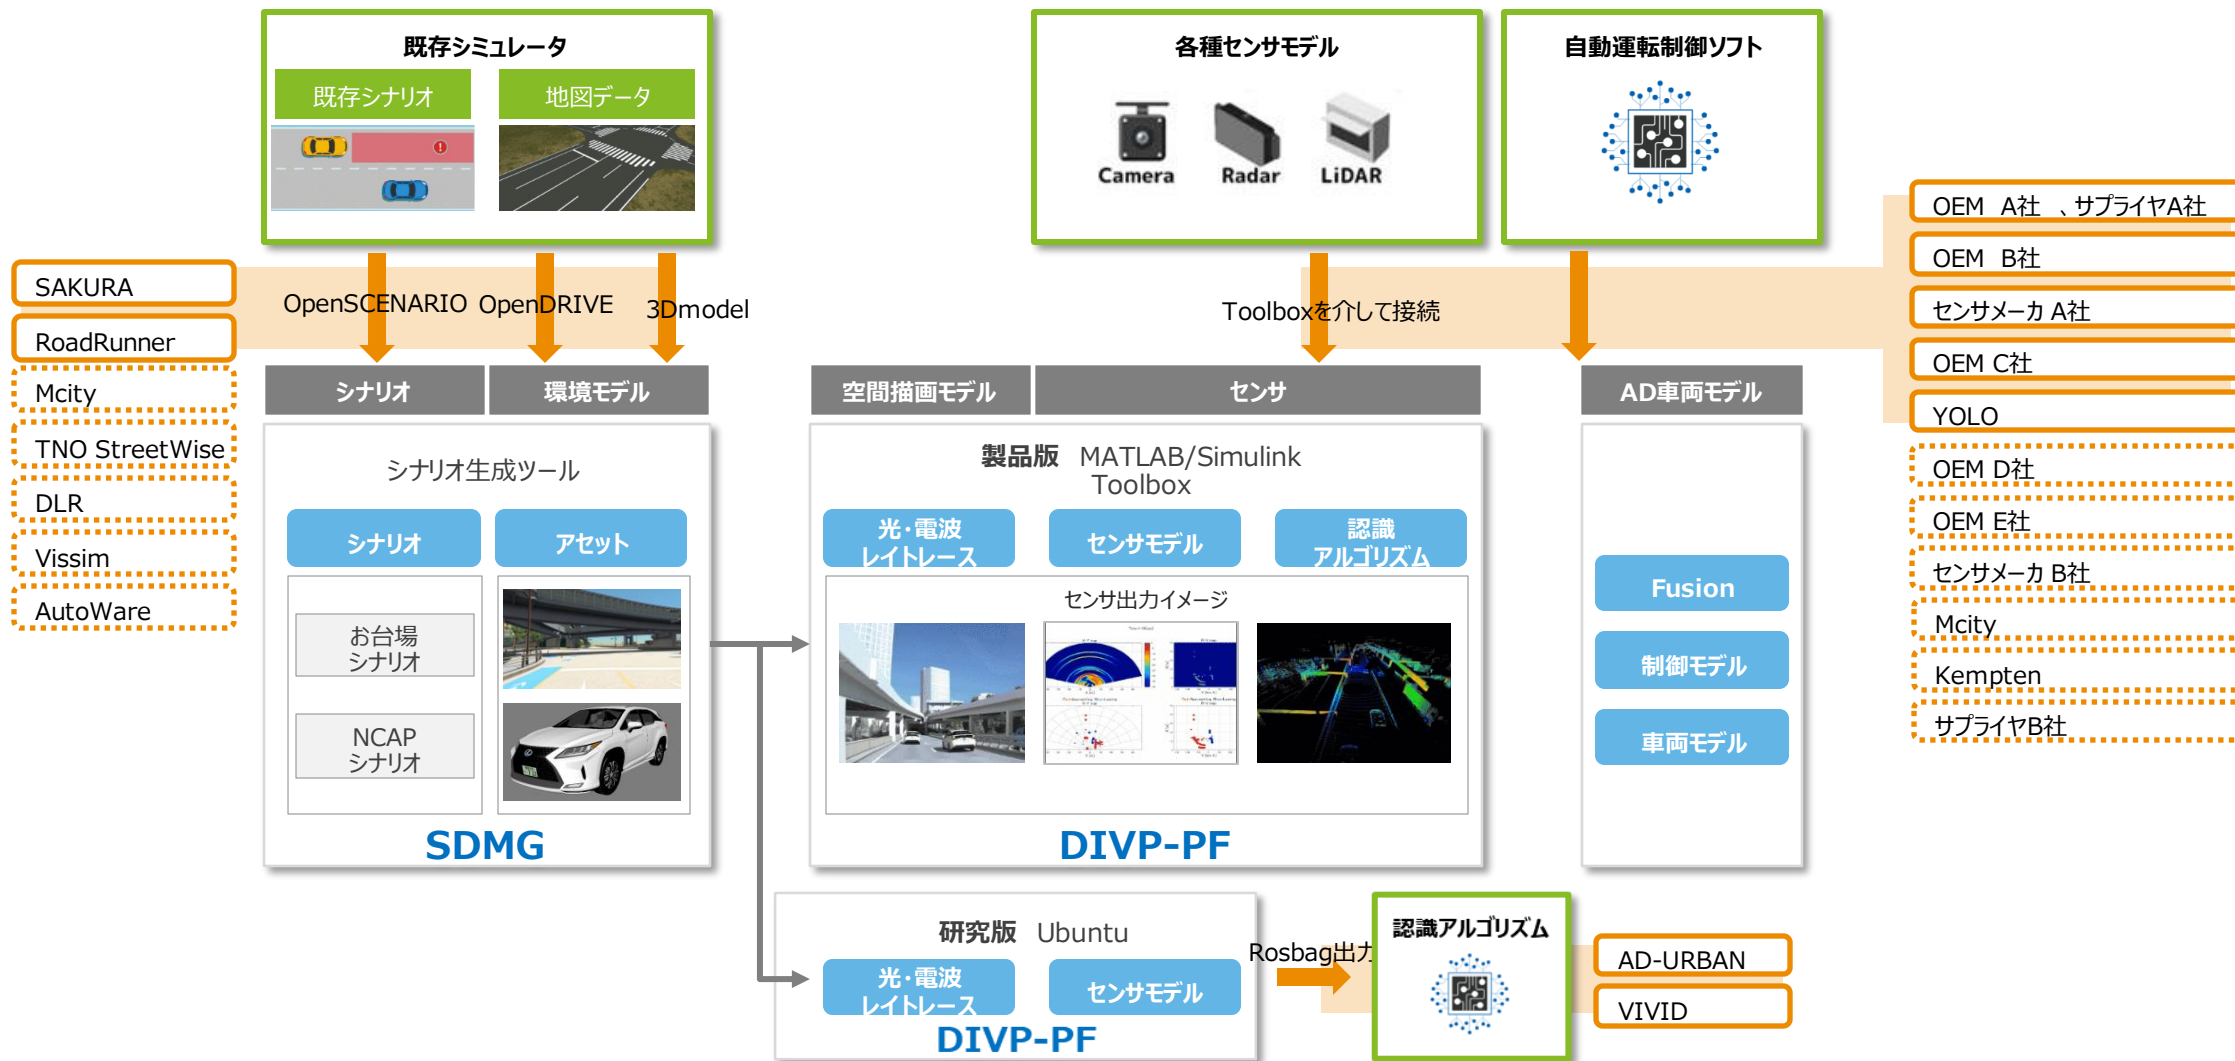 既存シミュレータ
既存シナリオ
地図データ
各種センサモデル
Camera
Radar
LiDAR
自動運転制御ソフト
SAKURA
RoadRunner
Mcity
TNO StreetWise
DLR
Vissim
AutoWare
OpenSCENARIO
OpenDRIVE
3Dmodel
Toolboxを介して接続
OEM A社 、サプライヤA社
OEM B社
センサメーカ A社
OEM C社
YOLO
OEM D社
OEM E社
センサメーカ B社
Mcity
Kempten
サプライヤB社
シナリオ
環境モデル
空間描画モデル
センサ
AD車両モデル
シナリオ生成ツール
シナリオ
アセット
お台場
シナリオ
NCAP
シナリオ
SDMG
製品版 MATLAB/Simulink
Toolbox
光・電波
レイトレース
センサモデル
認識
アルゴリズム
センサ出力イメージ
DIVP-PF
Fusion
制御モデル
車両モデル
研究版 Ubuntu
光・電波
レイトレース
センサモデル
DIVP-PF
Rosbag出力
認識アルゴリズム
AD-URBAN
VIVID